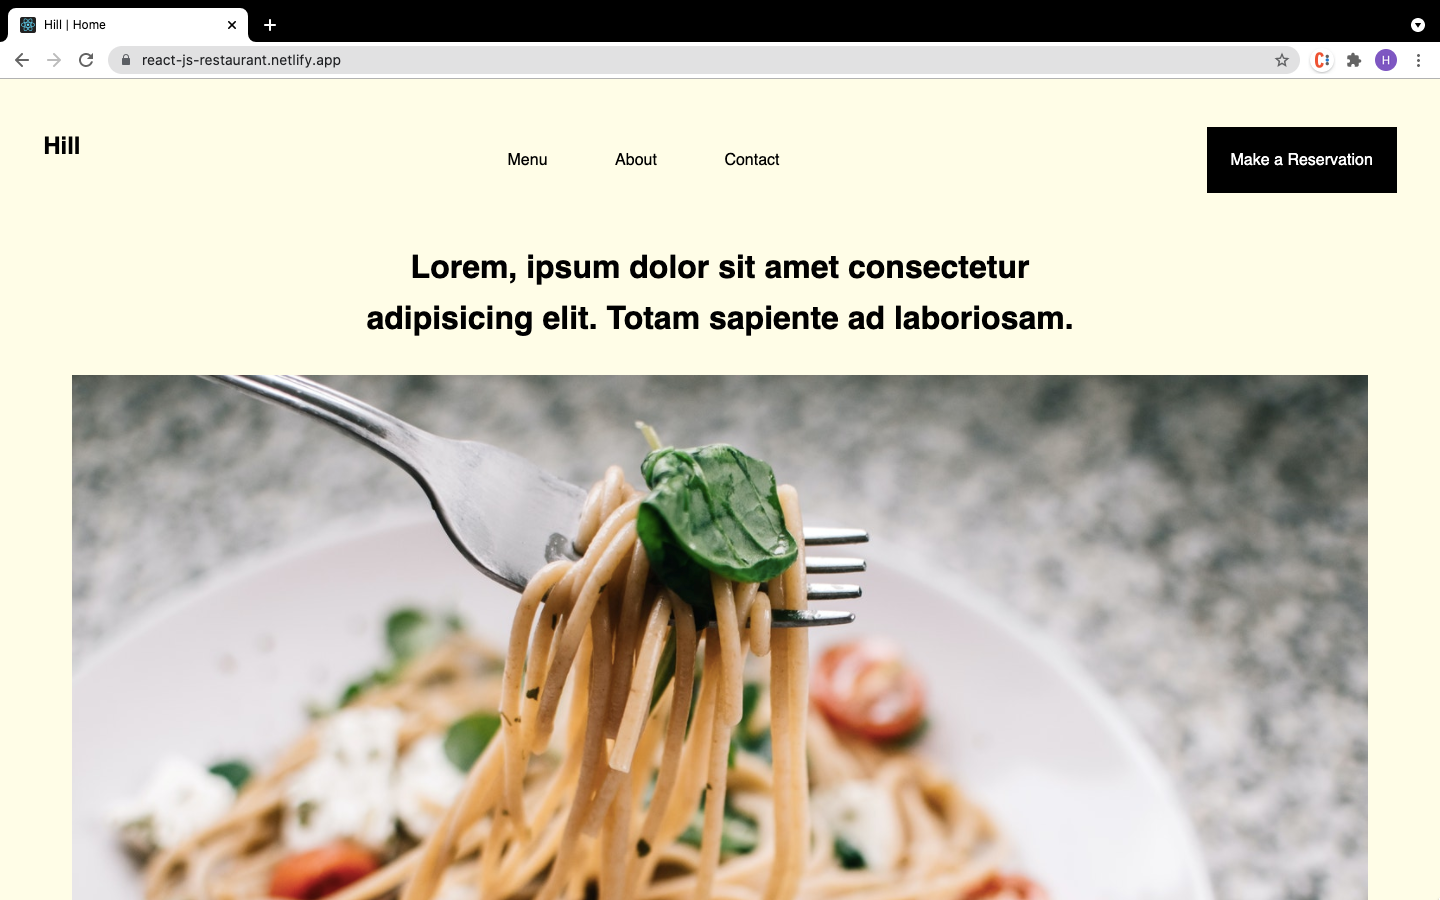 Hill | Home
react-js-restaurant.netlify.app
H
Hill
Menu
About
Contact
Make a Reservation
Lorem, ipsum dolor sit amet consectetur
adipisicing elit. Totam sapiente ad laboriosam.